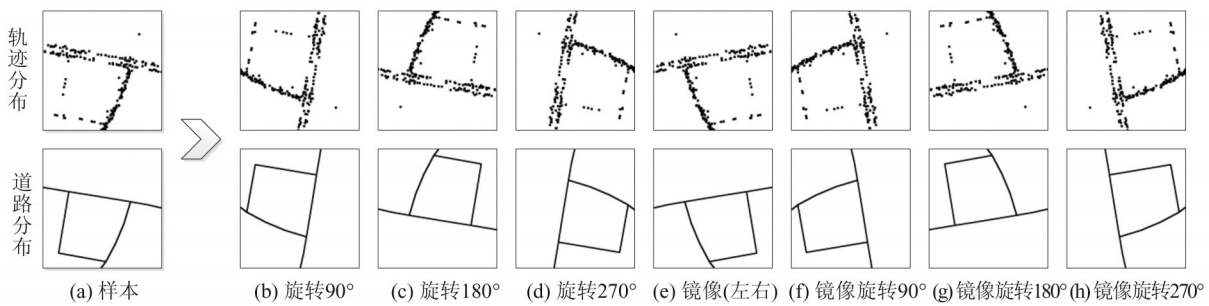 轨迹分布
道路分布
(a) 样本
(b) 旋转90°
(c) 旋转180°
(d) 旋转270°
(e) 镜像(左右)
(f) 镜像旋转90°
(g) 镜像旋转180°
(h) 镜像旋转270°